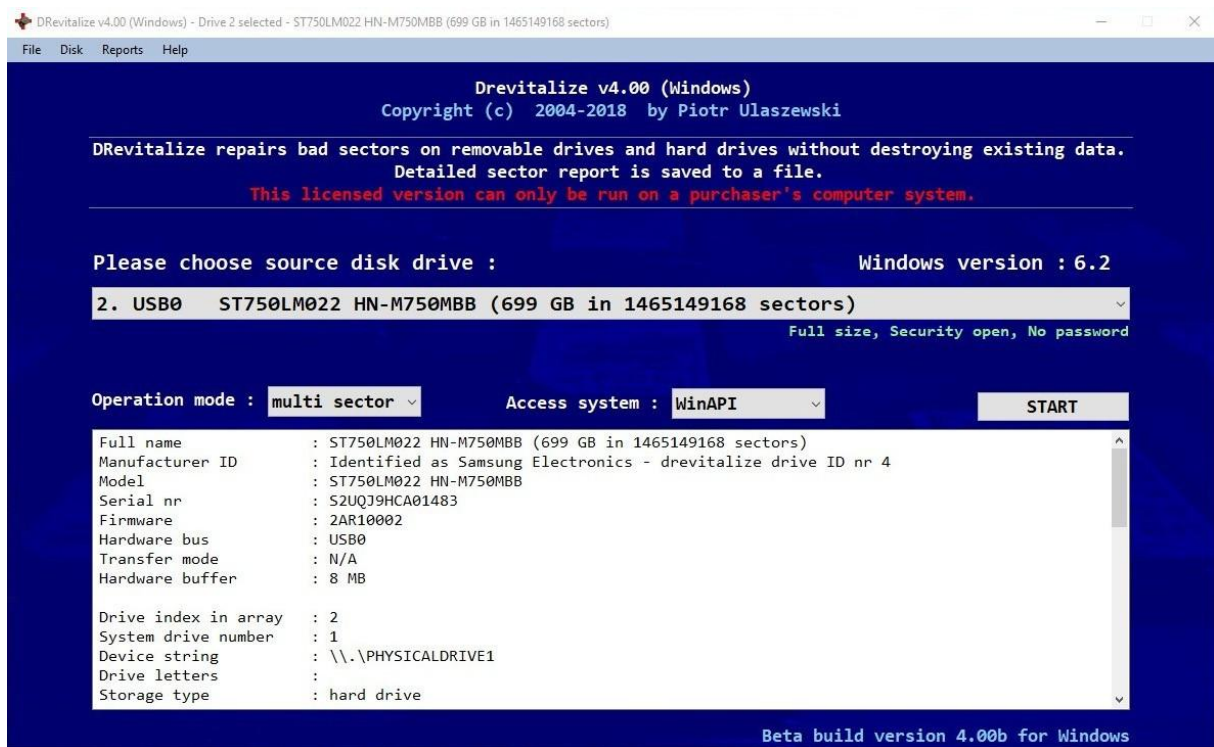 DRevitalize v4.00 (Windows) - Drive 2 selected - ST750LM022 HN-M750MBB (699 GB in 1465149168 sectors)
File Disk Reports Help
Drevitalize v4.00 (Windows)
Copyright (c) 2004-2018 by Piotr Ulaszewski
DRevitalize repairs bad sectors on removable drives and hard drives without destroying existing data.
Detailed sector report is saved to a file.
This licensed version can only be run on a purchaser's computer system.
Please choose source disk drive : Windows version : 6.2
2. USB0 ST750LM022 HN-M750MBB (699 GB in 1465149168 sectors)
Full size, Security open, No password
Operation mode : multi sector Access system : WinAPI START
Full name : ST750LM022 HN-M750MBB (699 GB in 1465149168 sectors)
Manufacturer ID : Identified as Samsung Electronics - drevitalize drive ID nr 4
Model : ST750LM022 HN-M750MBB
Serial nr : S2UQJ9HCA01483
Firmware : 2AR10002
Hardware bus : USB0
Transfer mode : N/A
Hardware buffer : 8 MB
Drive index in array : 2
System drive number : 1
Device string : \\.\PHYSICALDRIVE1
Drive letters :
Storage type : hard drive
Beta build version 4.00b for Windows